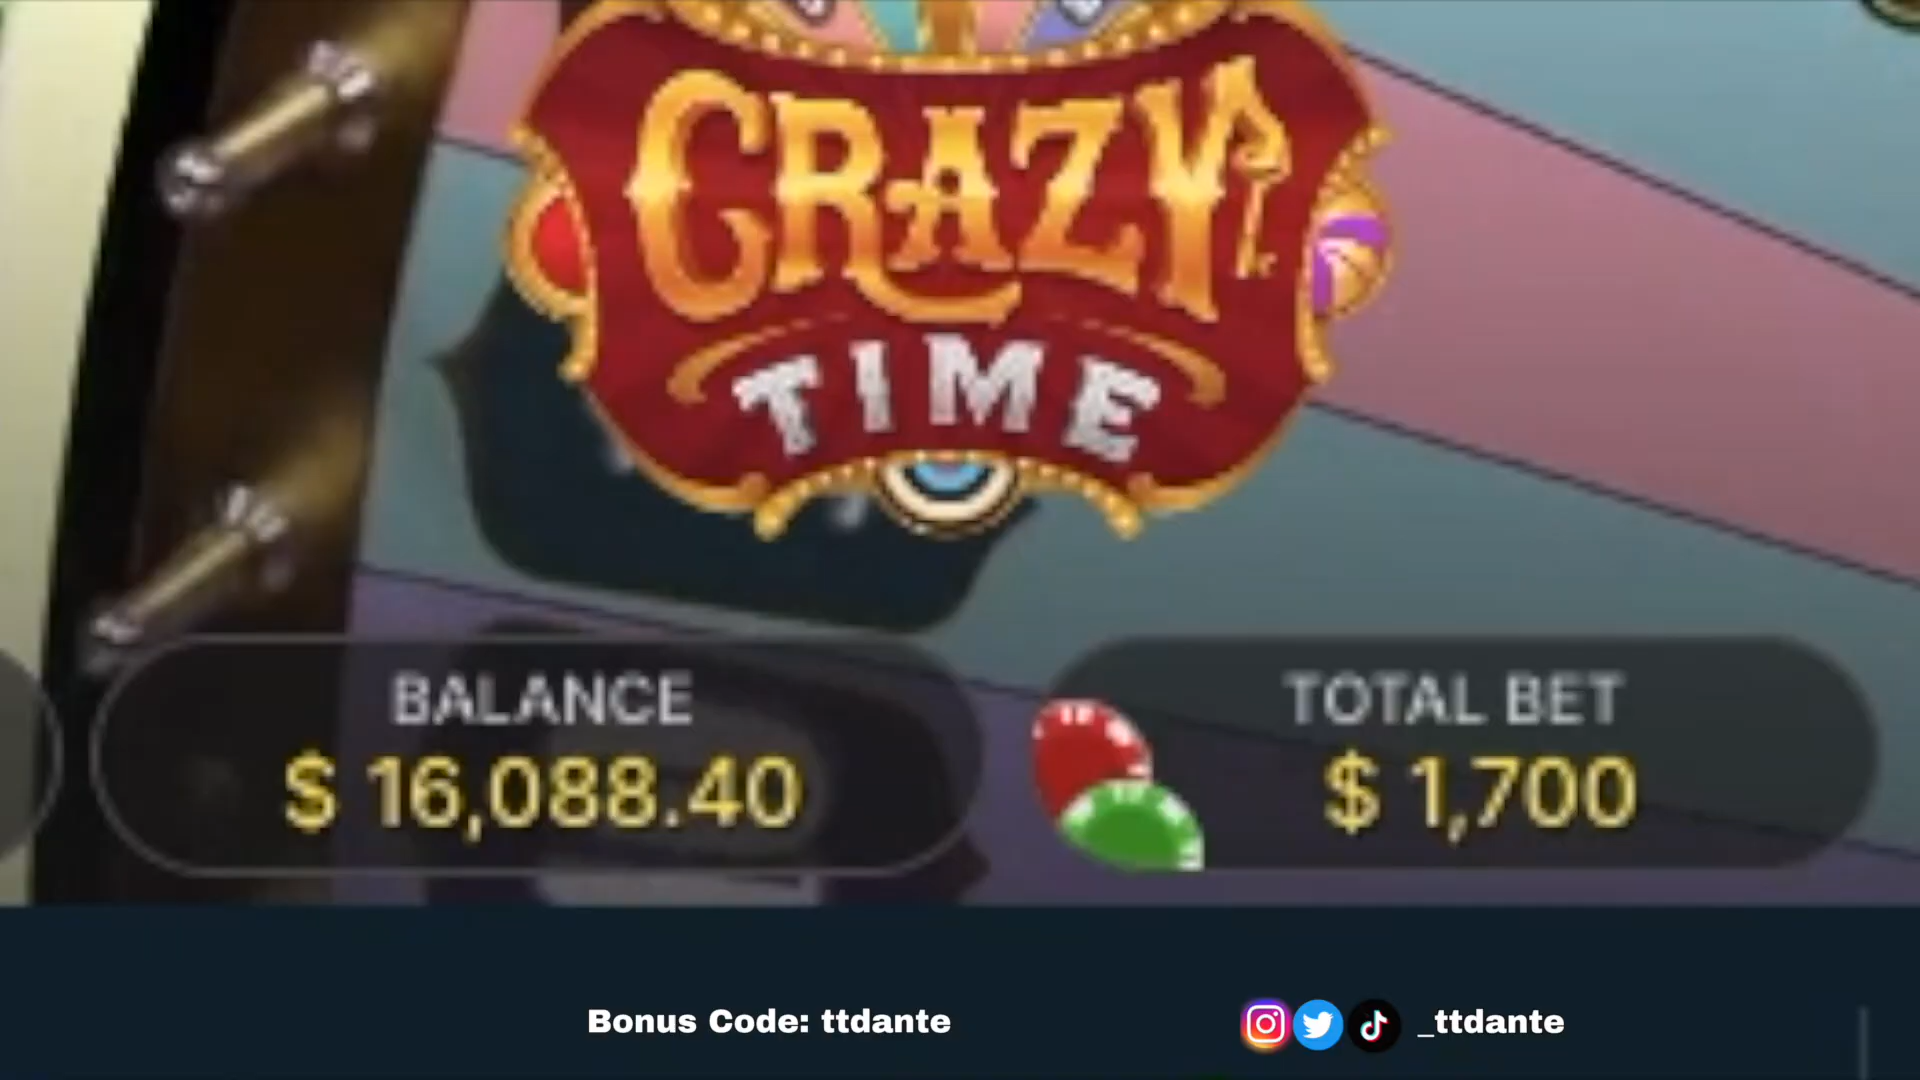 CRAZY
TIME
BALANCE
$ 16,088.40
TOTAL BET
$ 1,700
Bonus Code: ttdante
_ttdante